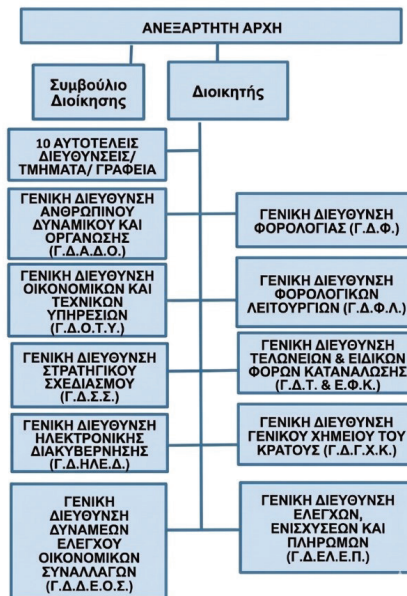 ΑΝΕΞΑΡΤΗΤΗ ΑΡΧΗ
Συμβούλιο
Διοίκησης
Διοικητής
10 ΑΥΤΟΤΕΛΕΙΣ
ΔΙΕΥΘΥΝΣΕΙΣ/
ΤΜΗΜΑΤΑ/ ΓΡΑΦΕΙΑ
ΓΕΝΙΚΗ ΔΙΕΥΘΥΝΣΗ
ΑΝΘΡΩΠΙΝΟΥ
ΔΥΝΑΜΙΚΟΥ ΚΑΙ
ΟΡΓΑΝΩΣΗΣ
(Γ.Δ.Α.Δ.Ο.)
ΓΕΝΙΚΗ ΔΙΕΥΘΥΝΣΗ
ΦΟΡΟΛΟΓΙΑΣ (Γ.Δ.Φ.)
ΓΕΝΙΚΗ ΔΙΕΥΘΥΝΣΗ
ΟΙΚΟΝΟΜΙΚΩΝ ΚΑΙ
ΤΕΧΝΙΚΩΝ
ΥΠΗΡΕΣΙΩΝ
(Γ.Δ.Ο.Τ.Υ.)
ΓΕΝΙΚΗ ΔΙΕΥΘΥΝΣΗ
ΦΟΡΟΛΟΓΙΚΩΝ
ΛΕΙΤΟΥΡΓΙΩΝ (Γ.Δ.Φ.Λ.)
ΓΕΝΙΚΗ ΔΙΕΥΘΥΝΣΗ
ΣΤΡΑΤΗΓΙΚΟΥ
ΣΧΕΔΙΑΣΜΟΥ
(Γ.Δ.Σ.Σ.)
ΓΕΝΙΚΗ ΔΙΕΥΘΥΝΣΗ
ΤΕΛΩΝΕΙΩΝ & ΕΙΔΙΚΩΝ
ΦΟΡΩΝ ΚΑΤΑΝΑΛΩΣΗΣ
(Γ.Δ.Τ. & Ε.Φ.Κ.)
ΓΕΝΙΚΗ ΔΙΕΥΘΥΝΣΗ
ΗΛΕΚΤΡΟΝΙΚΗΣ
ΔΙΑΚΥΒΕΡΝΗΣΗΣ
(Γ.Δ.ΗΛΕ.Δ.)
ΓΕΝΙΚΗ ΔΙΕΥΘΥΝΣΗ
ΓΕΝΙΚΟΥ ΧΗΜΕΙΟΥ ΤΟΥ
ΚΡΑΤΟΥΣ (Γ.Δ.Γ.Χ.Κ.)
ΓΕΝΙΚΗ
ΔΙΕΥΘΥΝΣΗ
ΔΥΝΑΜΕΩΝ
ΕΛΕΓΧΟΥ
ΟΙΚΟΝΟΜΙΚΩΝ
ΣΥΝΑΛΛΑΓΩΝ
(Γ.Δ.Δ.Ε.Ο.Σ.)
ΓΕΝΙΚΗ ΔΙΕΥΘΥΝΣΗ
ΕΛΕΓΧΩΝ,
ΕΝΙΣΧΥΣΕΩΝ ΚΑΙ
ΠΛΗΡΩΜΩΝ
(Γ.Δ.ΕΛ.Ε.Π.)